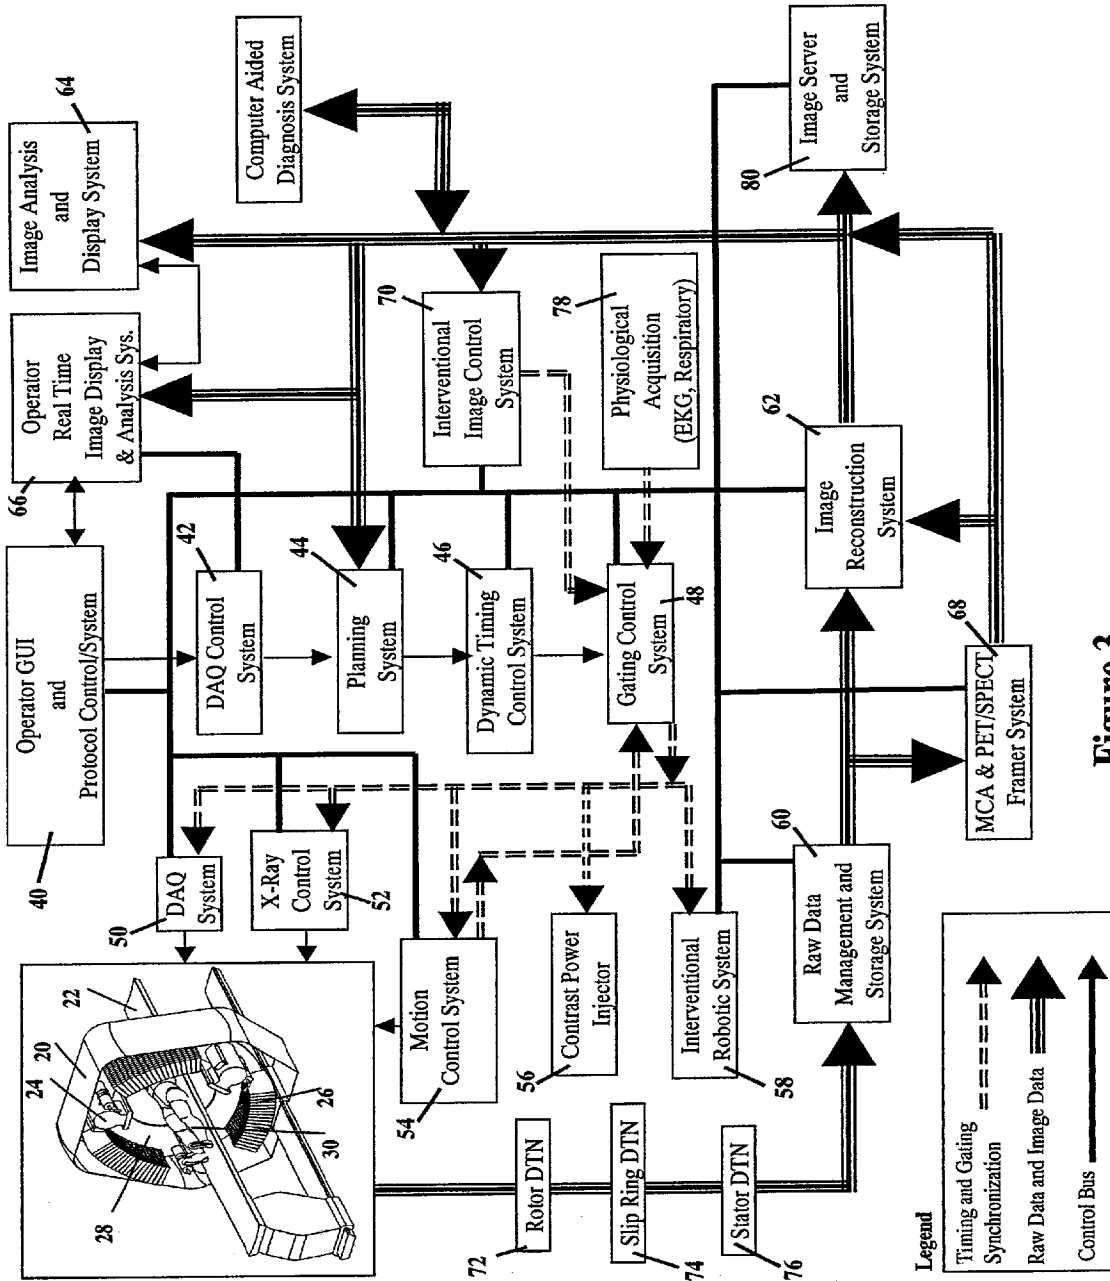 40
Operator GUI
and
Protocol Control/System
66
Operator
Real Time
Image Display
& Analysis Sys.
64
Image Analysis
and
Display System
Computer Aided
Diagnosis System
50
DAQ
System
42
DAQ Control
System
52
X-Ray
Control
System
44
Planning
System
70
Interventional
Image Control
System
54
Motion
Control System
46
Dynamic Timing
Control System
78
Physiological
Acquisition
(EKG, Respiratory)
56
Contrast Power
Injector
48
Gating Control
System
58
Interventional
Robotic System
20
22
24
26
28
30
72
Rotor DTN
74
Slip Ring DTN
76
Stator DTN
60
Raw Data
Management and
Storage System
62
Image
Reconstruction
System
80
Image Server
and
Storage System
68
MCA & PET/SPECT
Framer System
Legend
Timing and Gating
Synchronization
Raw Data and Image Data
Control Bus